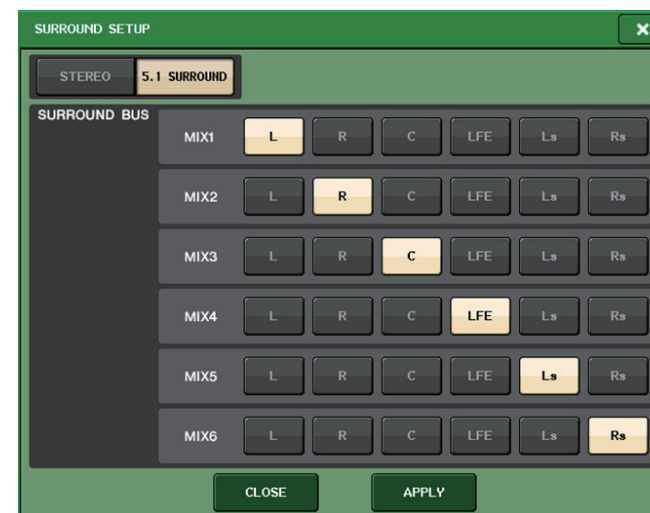 SURROUND SETUP ×
STEREO 5.1 SURROUND
SURROUND BUS
MIX1 L R C LFE Ls Rs
MIX2 L R C LFE Ls Rs
MIX3 L R C LFE Ls Rs
MIX4 L R C LFE Ls Rs
MIX5 L R C LFE Ls Rs
MIX6 L R C LFE Ls Rs
CLOSE APPLY